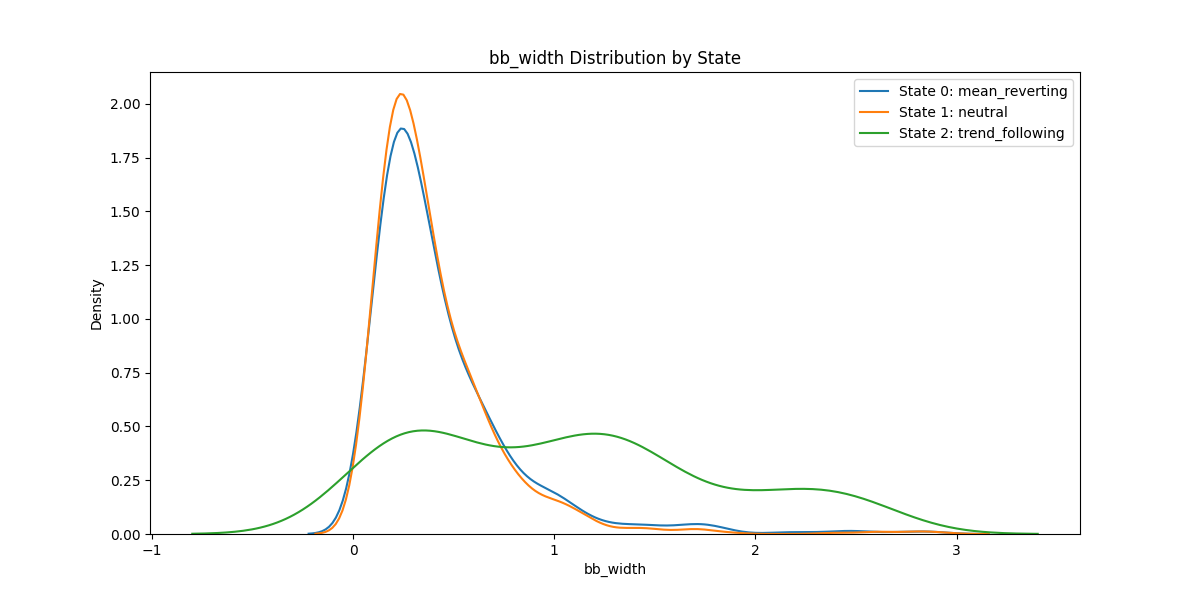 bb_width Distribution by State
State 0: mean_reverting
State 1: neutral
State 2: trend_following
Density
2.00
1.75
1.50
1.25
1.00
0.75
0.50
0.25
0.00
−1
0
1
2
3
bb_width